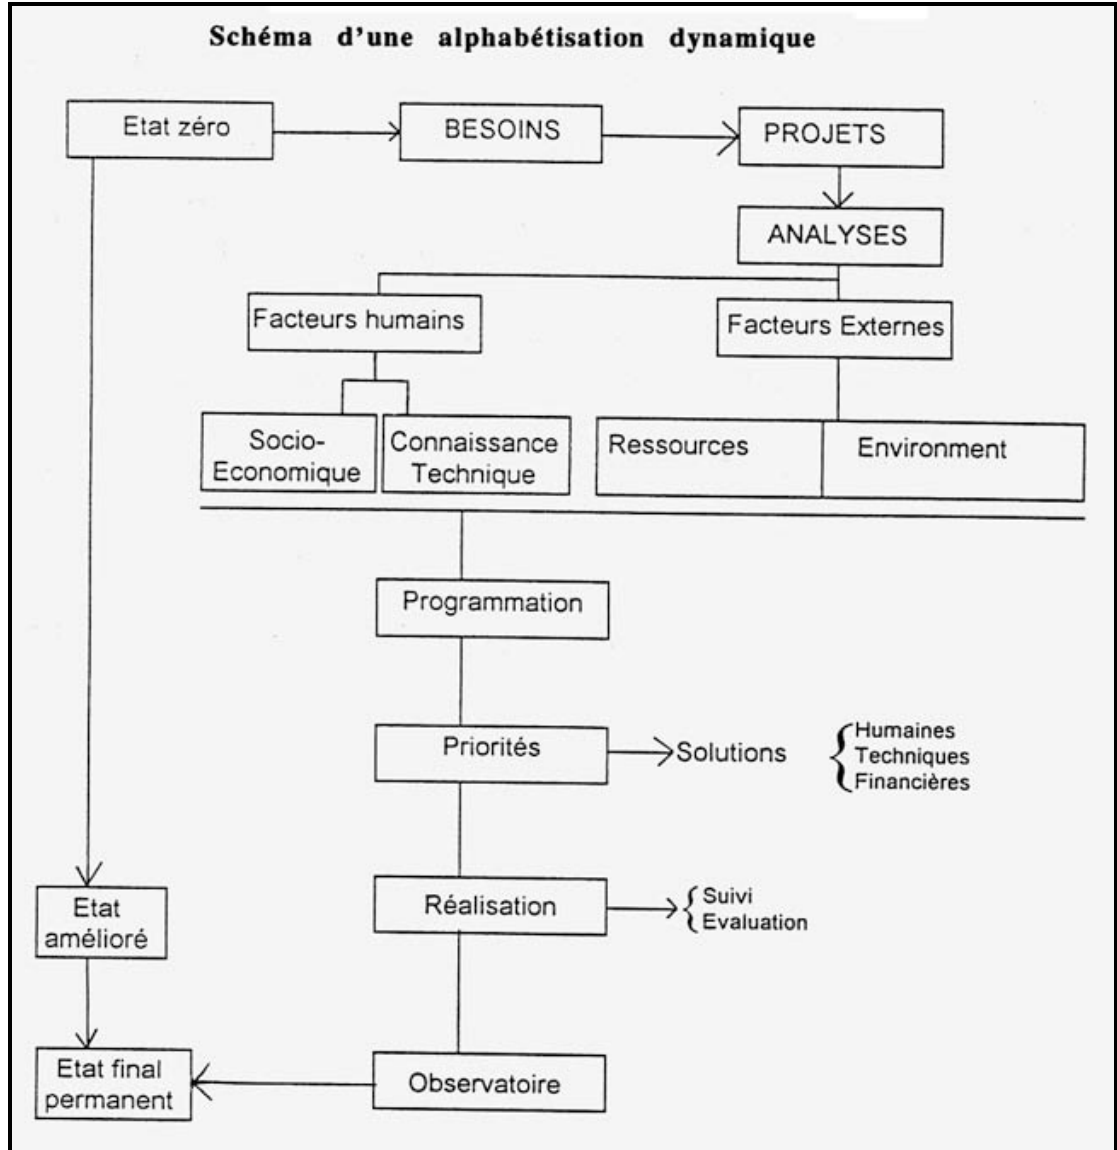 Schéma d'une alphabétisation dynamique
Etat zéro
BESOINS
PROJETS
ANALYSES
Facteurs humains
Facteurs Externes
Socio-
Economique
Connaissance
Technique
Ressources
Environment
Programmation
Priorités
Solutions
Humaines
Techniques
Financières
Réalisation
Suivi
Evaluation
Etat
amélioré
Etat final
permanent
Observatoire